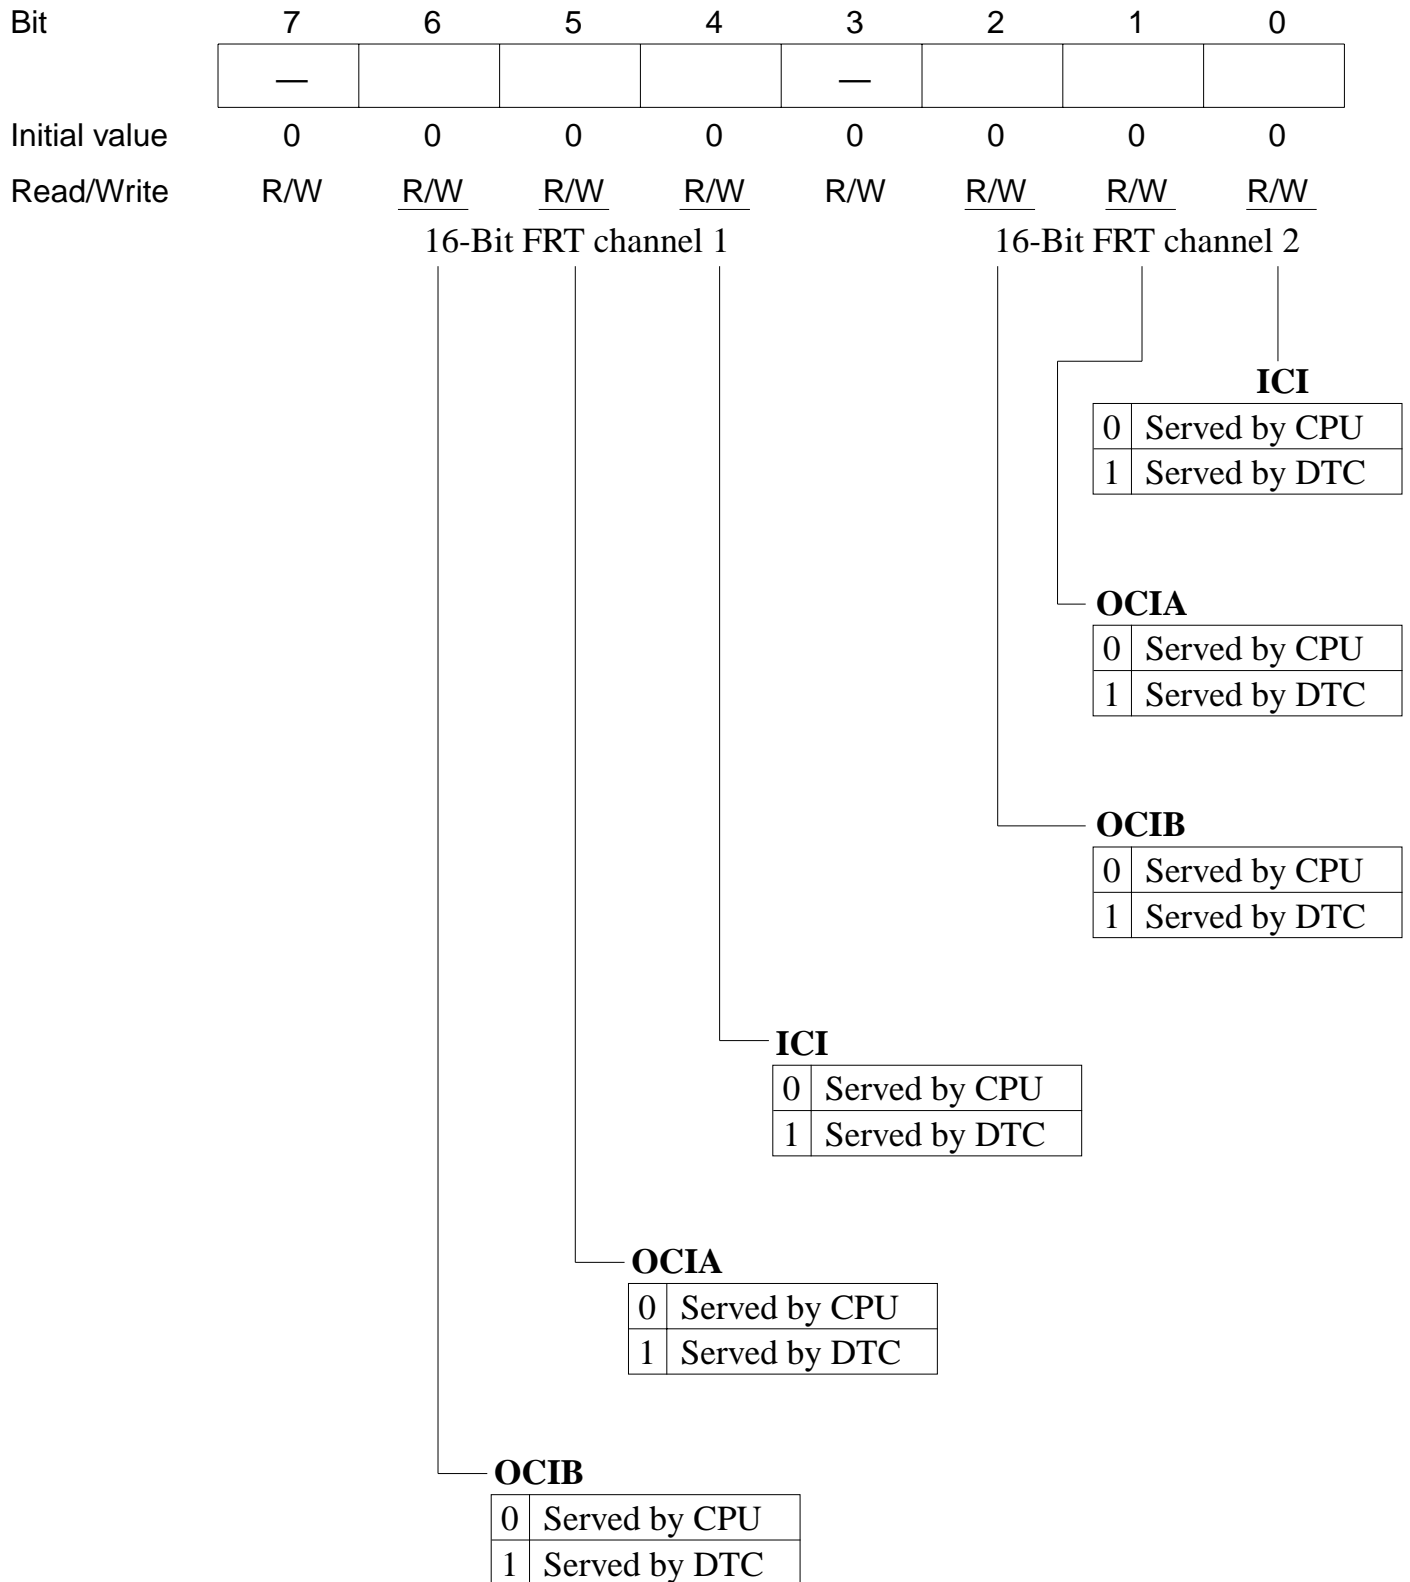 Bit 7 6 5 4 3 2 1 0
— —
Initial value 0 0 0 0 0 0 0 0
Read/Write R/W R/W R/W R/W R/W R/W R/W R/W
16-Bit FRT channel 1 16-Bit FRT channel 2
ICI
0 Served by CPU
1 Served by DTC
OCIA
0 Served by CPU
1 Served by DTC
OCIB
0 Served by CPU
1 Served by DTC
ICI
0 Served by CPU
1 Served by DTC
OCIA
0 Served by CPU
1 Served by DTC
OCIB
0 Served by CPU
1 Served by DTC